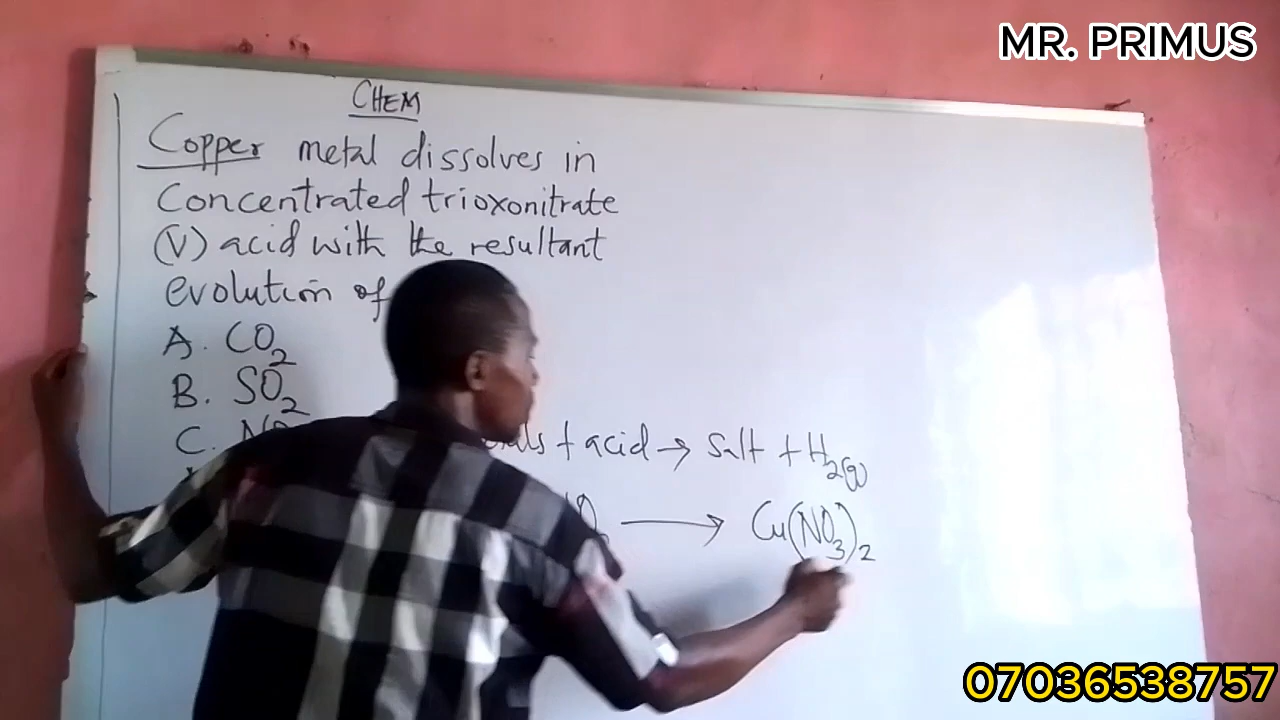 MR. PRIMUS
CHEM
Copper metal dissolves in
Concentrated trioxonitrate
(V) acid with the resultant
evolution of
A. CO2
B. SO2
C.
+ acid → Salt + H2(g)
→ Cu(NO3)2
07036538757